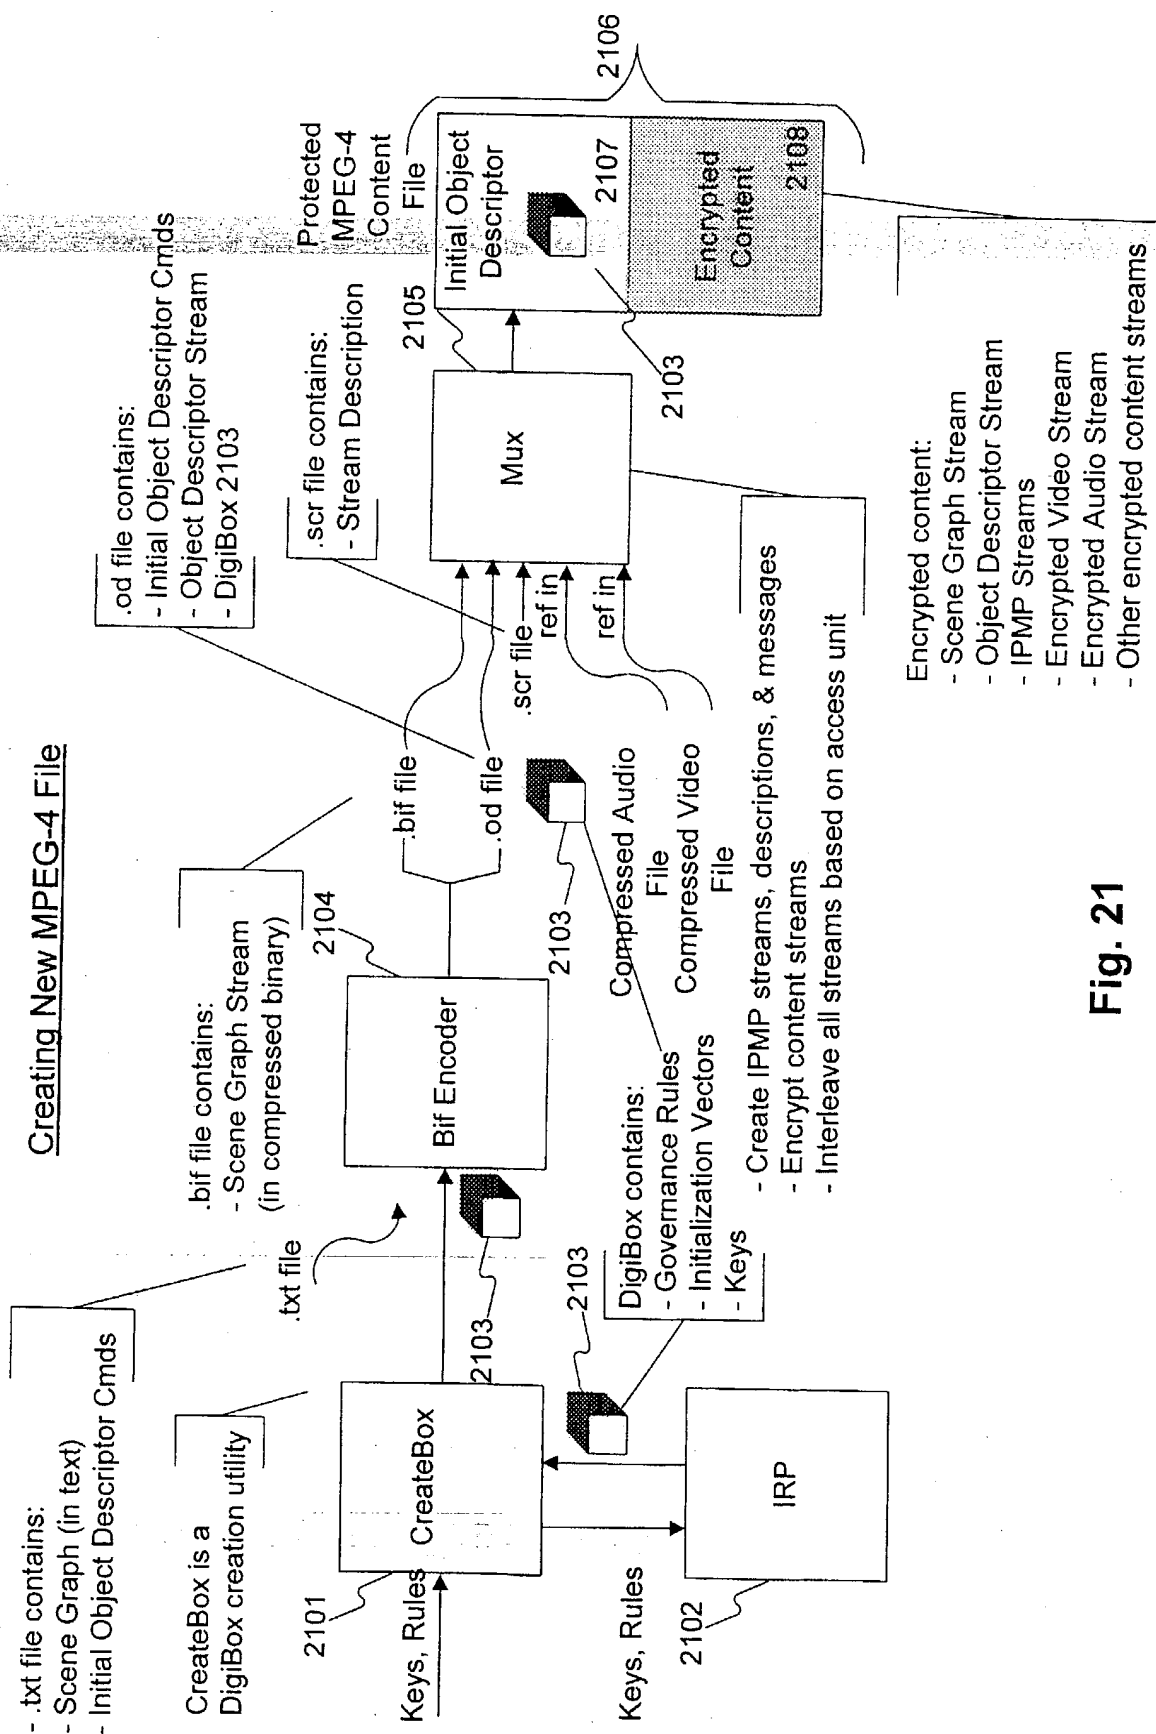 Creating New MPEG-4 File
- .txt file contains:
- Scene Graph (in text)
- Initial Object Descriptor Cmds
CreateBox is a
DigiBox creation utility
2101
Keys, Rules
CreateBox
Keys, Rules
2102
IRP
2103
.txt file
2103
DigiBox contains:
- Governance Rules
- Initialization Vectors
- Keys
.bif file contains:
- Scene Graph Stream
(in compressed binary)
2104
Bif Encoder
.bif file
.od file
2103
Compressed Audio
File
Compressed Video
File
.od file contains:
- Initial Object Descriptor Cmds
- Object Descriptor Stream
- DigiBox 2103
.scr file contains:
- Stream Description
.scr file
ref in
ref in
Mux
- Create IPMP streams, descriptions, & messages
- Encrypt content streams
- Interleave all streams based on access unit
2105
Protected
MPEG-4
Content
File
Initial Object
Descriptor
2107
2103
Encrypted
Content
2108
2106
Encrypted content:
- Scene Graph Stream
- Object Descriptor Stream
- IPMP Streams
- Encrypted Video Stream
- Encrypted Audio Stream
- Other encrypted content streams
Fig. 21